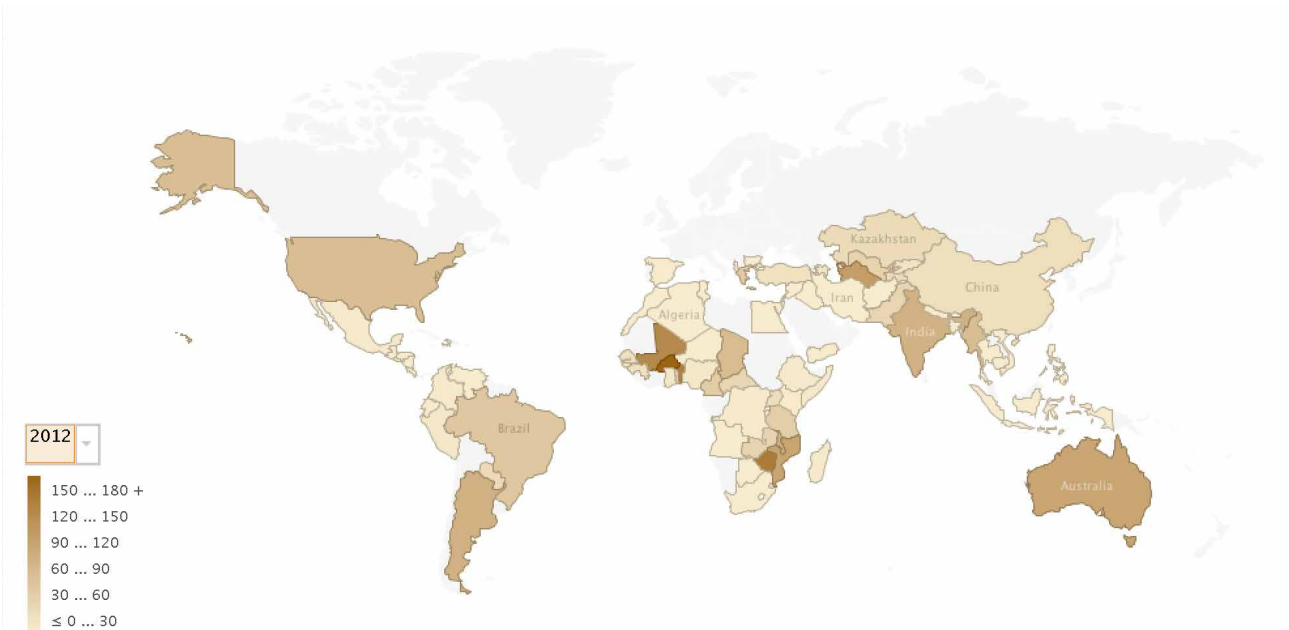 Kazakhstan
China
Iran
Algeria
India
Brazil
Australia
2012
150 ... 180 +
120 ... 150
90 ... 120
60 ... 90
30 ... 60
≤ 0 ... 30